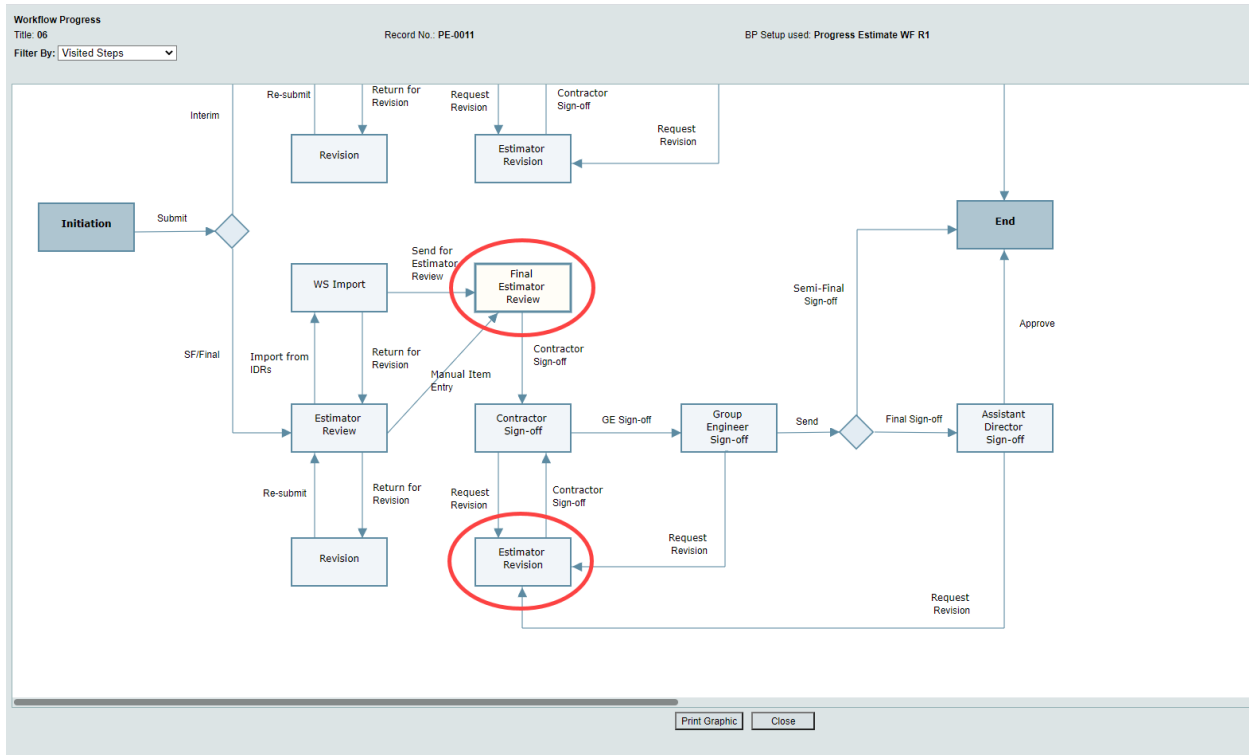 Workflow Progress
Title: 06
Record No.: PE-0011
BP Setup used: Progress Estimate WF R1
Filter By: Visited Steps
Interim
Re-submit
Return for
Revision
Request
Revision
Contractor
Sign-off
Request
Revision
Revision
Estimator
Revision
Initiation
Submit
End
WS Import
Send for
Estimator
Review
Final
Estimator
Review
Semi-Final
Sign-off
SF/Final
Import from
IDRs
Return for
Revision
Manual Item
Entry
Contractor
Sign-off
Approve
Estimator
Review
Contractor
Sign-off
GE Sign-off
Group
Engineer
Sign-off
Send
Final Sign-off
Assistant
Director
Sign-off
Re-submit
Return for
Revision
Request
Revision
Contractor
Sign-off
Revision
Estimator
Revision
Request
Revision
Request
Revision
Print Graphic
Close